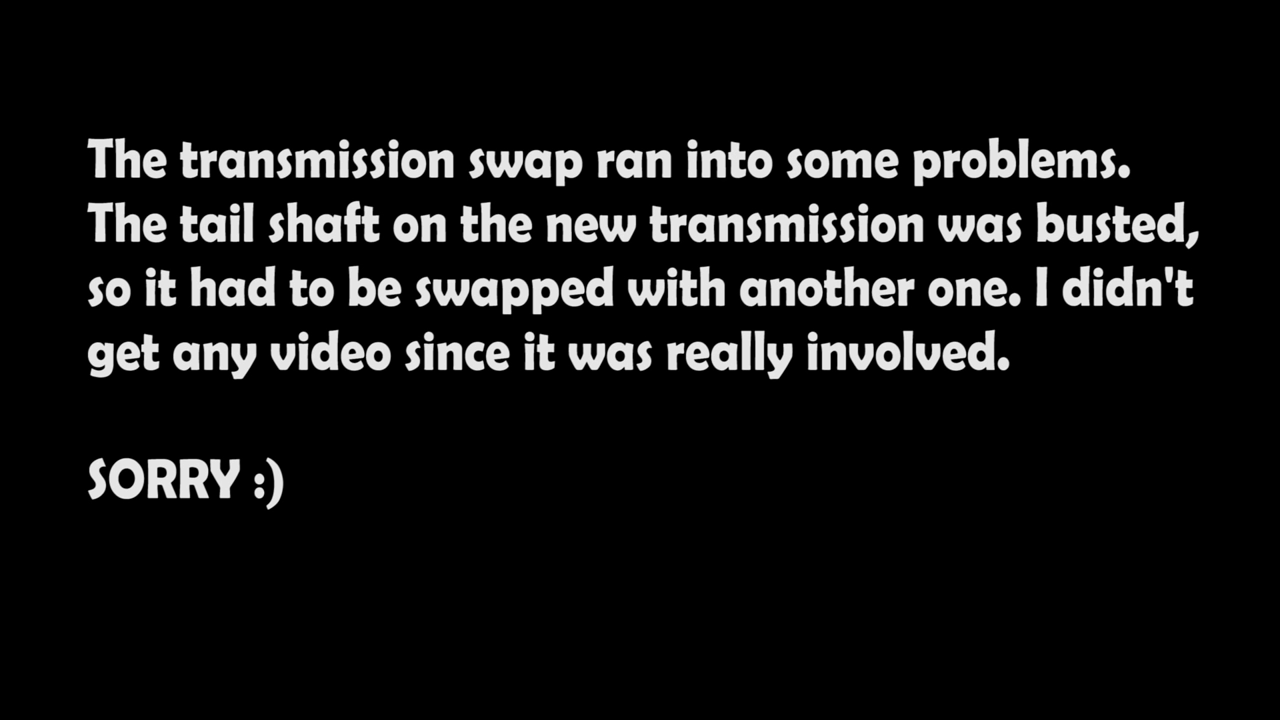 The transmission swap ran into some problems.
The tail shaft on the new transmission was busted,
so it had to be swapped with another one. I didn't
get any video since it was really involved.
SORRY :)